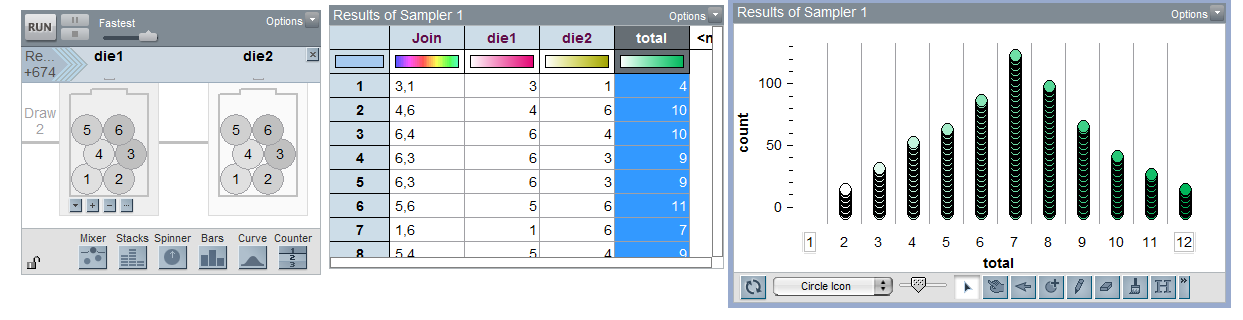 RUN
Fastest
Options
Re...
+674
die1
die2
Draw
2
5 6
4 3
1 2
5 6
4 3
1 2
Mixer Stacks Spinner Bars Curve Counter
1
2
3
Results of Sampler 1
Options
Join die1 die2 total <n
1 3,1 3 1 4
2 4,6 4 6 10
3 6,4 6 4 10
4 6,3 6 3 9
5 6,3 6 3 9
6 5,6 5 6 11
7 1,6 1 6 7
8 5,4 5 4 9
Results of Sampler 1
Options
100
50
0
count
1 2 3 4 5 6 7 8 9 10 11 12
total
Circle Icon
»